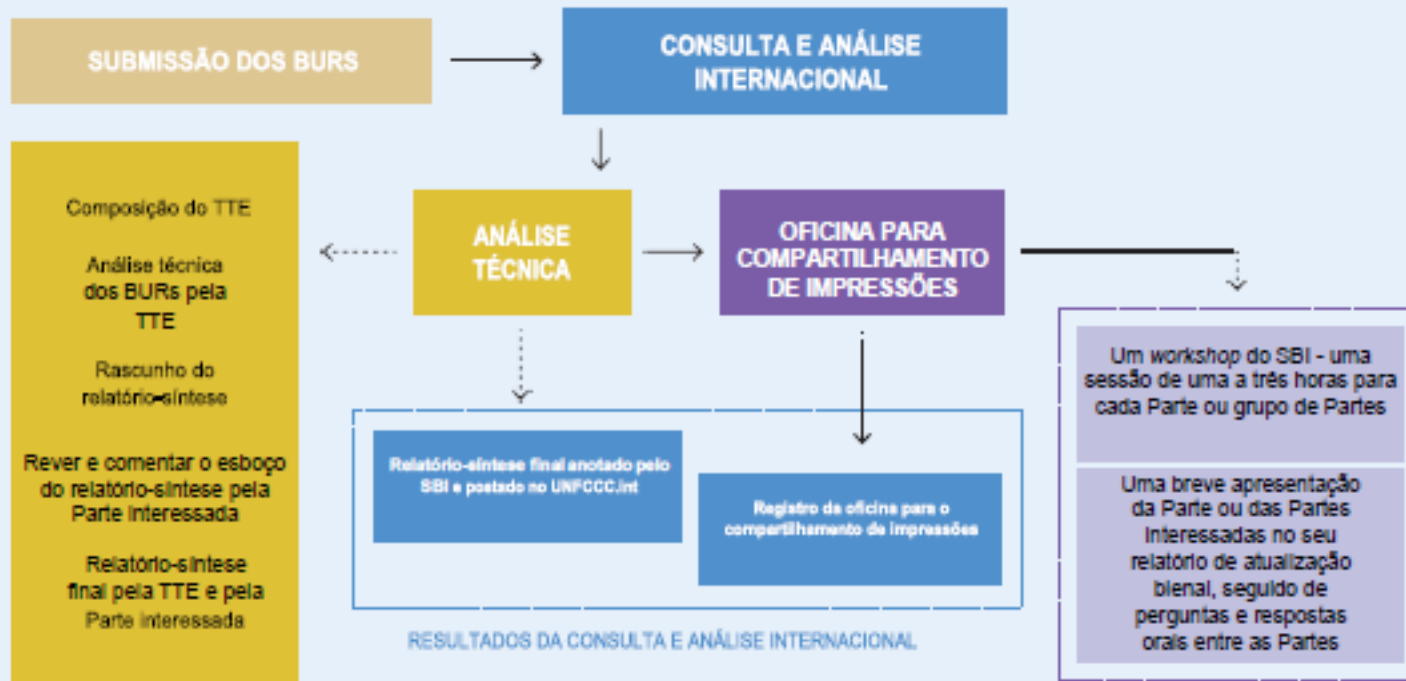 SUBMISSÃO DOS BURS
CONSULTA E ANÁLISE
INTERNACIONAL
Composição do TTE
Análise técnica
dos BURs pela
TTE
Rascunho do
relatório-síntese
Rever e comentar o esboço
do relatório-síntese pela
Parte Interessada
Relatório-síntese
final pela TTE e pela
Parte interessada
ANÁLISE
TÉCNICA
OFICINA PARA
COMPARTILHAMENTO
DE IMPRESSÕES
Relatório-síntese final anotado pelo
SBI e postado no UNFCCC.int
Registro da oficina para o
compartilhamento de impressões
RESULTADOS DA CONSULTA E ANÁLISE INTERNACIONAL
Um workshop do SBI - uma
sessão de uma a três horas para
cada Parte ou grupo de Partes
Uma breve apresentação
da Parte ou das Partes
Interessadas no seu
relatório de atualização
bienal, seguido de
perguntas e respostas
orais entre as Partes